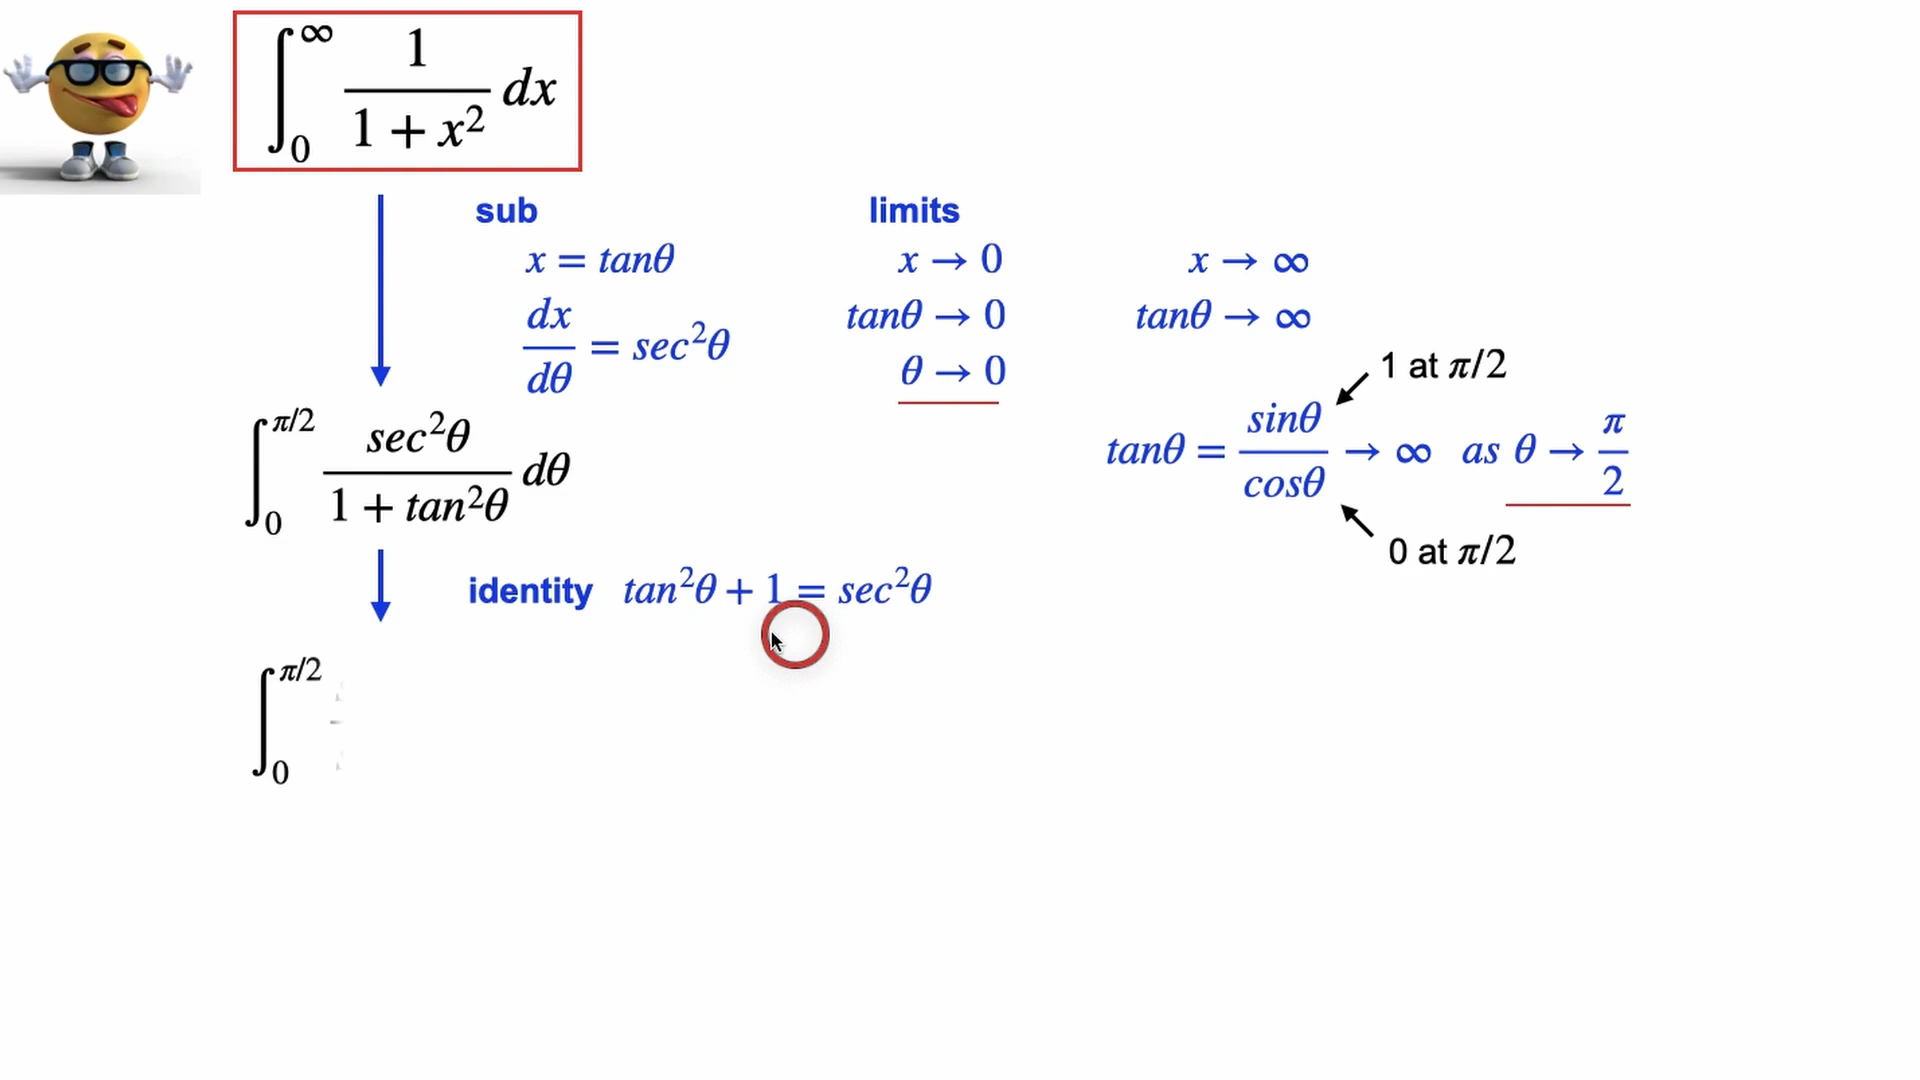 ∫₀^∞ 1/(1 + x²) dx
sub
x = tanθ
dx/dθ = sec²θ
limits
x → 0
tanθ → 0
θ → 0
x → ∞
tanθ → ∞
1 at π/2
tanθ = sinθ/cosθ → ∞ as θ → π/2
0 at π/2
∫₀^π/2 sec²θ/(1 + tan²θ) dθ
identity tan²θ + 1 = sec²θ
∫₀^π/2